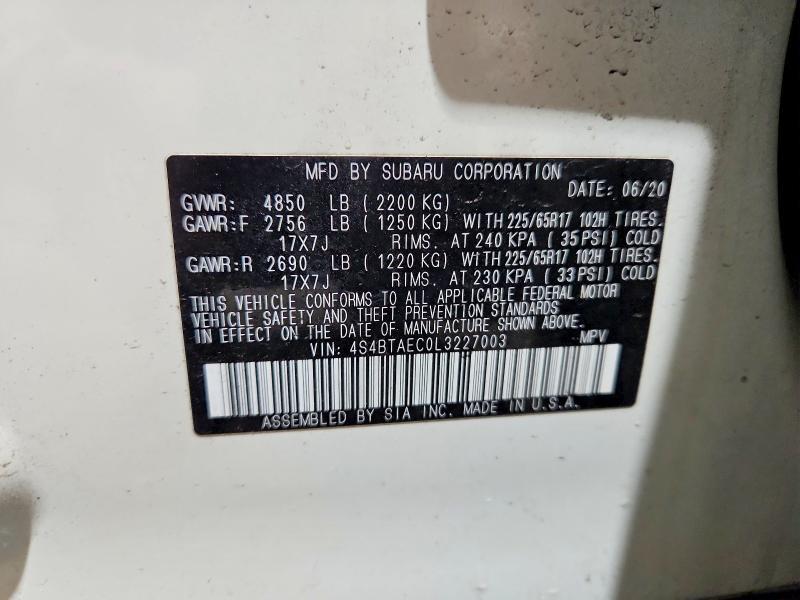 MFD BY SUBARU CORPORATION
DATE: 06/20
GVWR: 4850 LB (2200 KG)
GAWR:F 2756 LB (1250 KG) WITH 225/65R17 102H TIRES.
17X7J RIMS. AT 240 KPA (35 PSI) COLD
GAWR:R 2690 LB (1220 KG) WITH 225/65R17 102H TIRES.
17X7J RIMS. AT 230 KPA (33 PSI) COLD
THIS VEHICLE CONFORMS TO ALL APPLICABLE FEDERAL MOTOR
VEHICLE SAFETY AND THEFT PREVENTION STANDARDS
IN EFFECT ON THE DATE OF MANUFACTURE SHOWN ABOVE.
VIN: 4S4BTAEC0L3227003 MPV
ASSEMBLED BY SIA INC. MADE IN U.S.A.